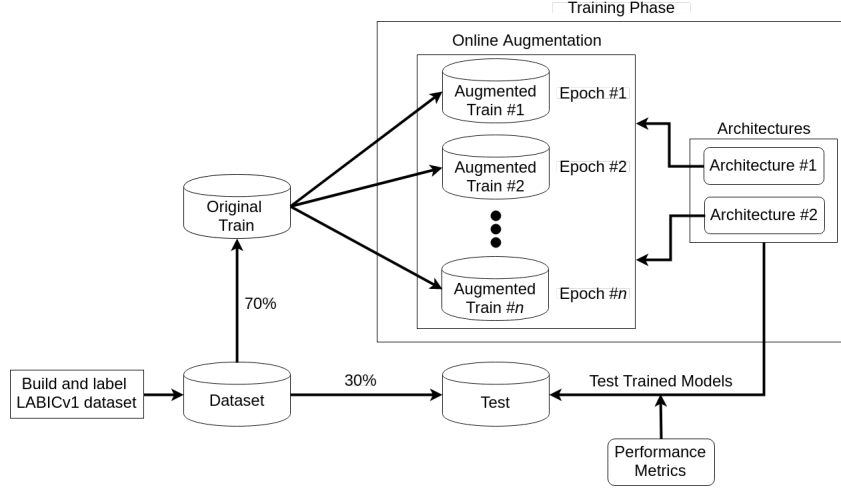 Training Phase
Online Augmentation
Augmented
Train #1
Epoch #1
Architectures
Augmented
Train #2
Epoch #2
Architecture #1
Architecture #2
Original
Train
Augmented
Train #n
Epoch #n
70%
Build and label
LABICv1 dataset
Dataset
30%
Test
Test Trained Models
Performance
Metrics